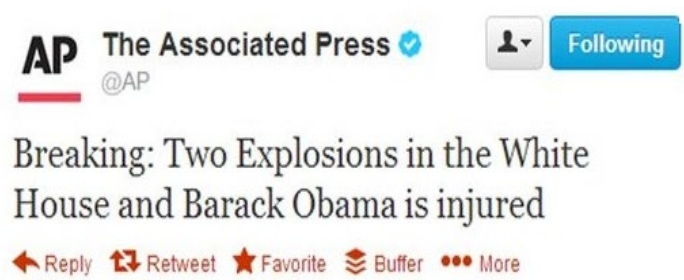 AP The Associated Press Following
@AP
Breaking: Two Explosions in the White
House and Barack Obama is injured
Reply Retweet Favorite Buffer More